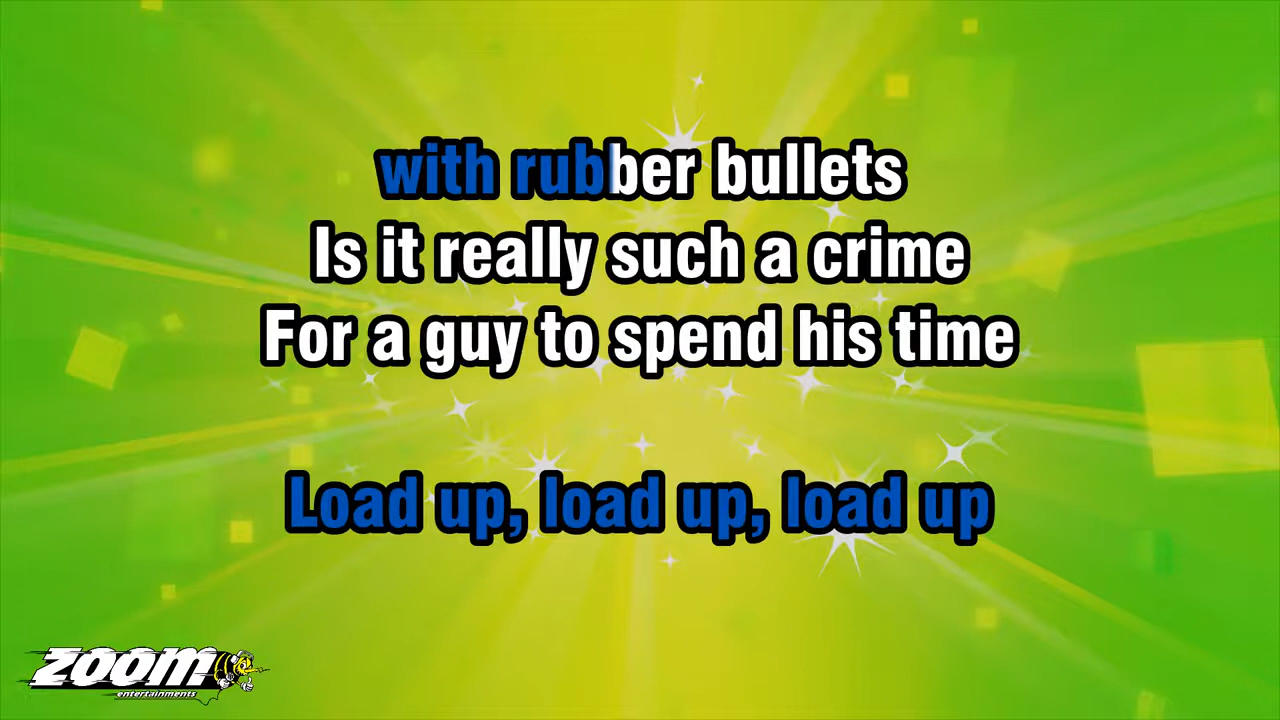 with rubber bullets
Is it really such a crime
For a guy to spend his time
Load up, load up, load up
ZOOM
entertainments